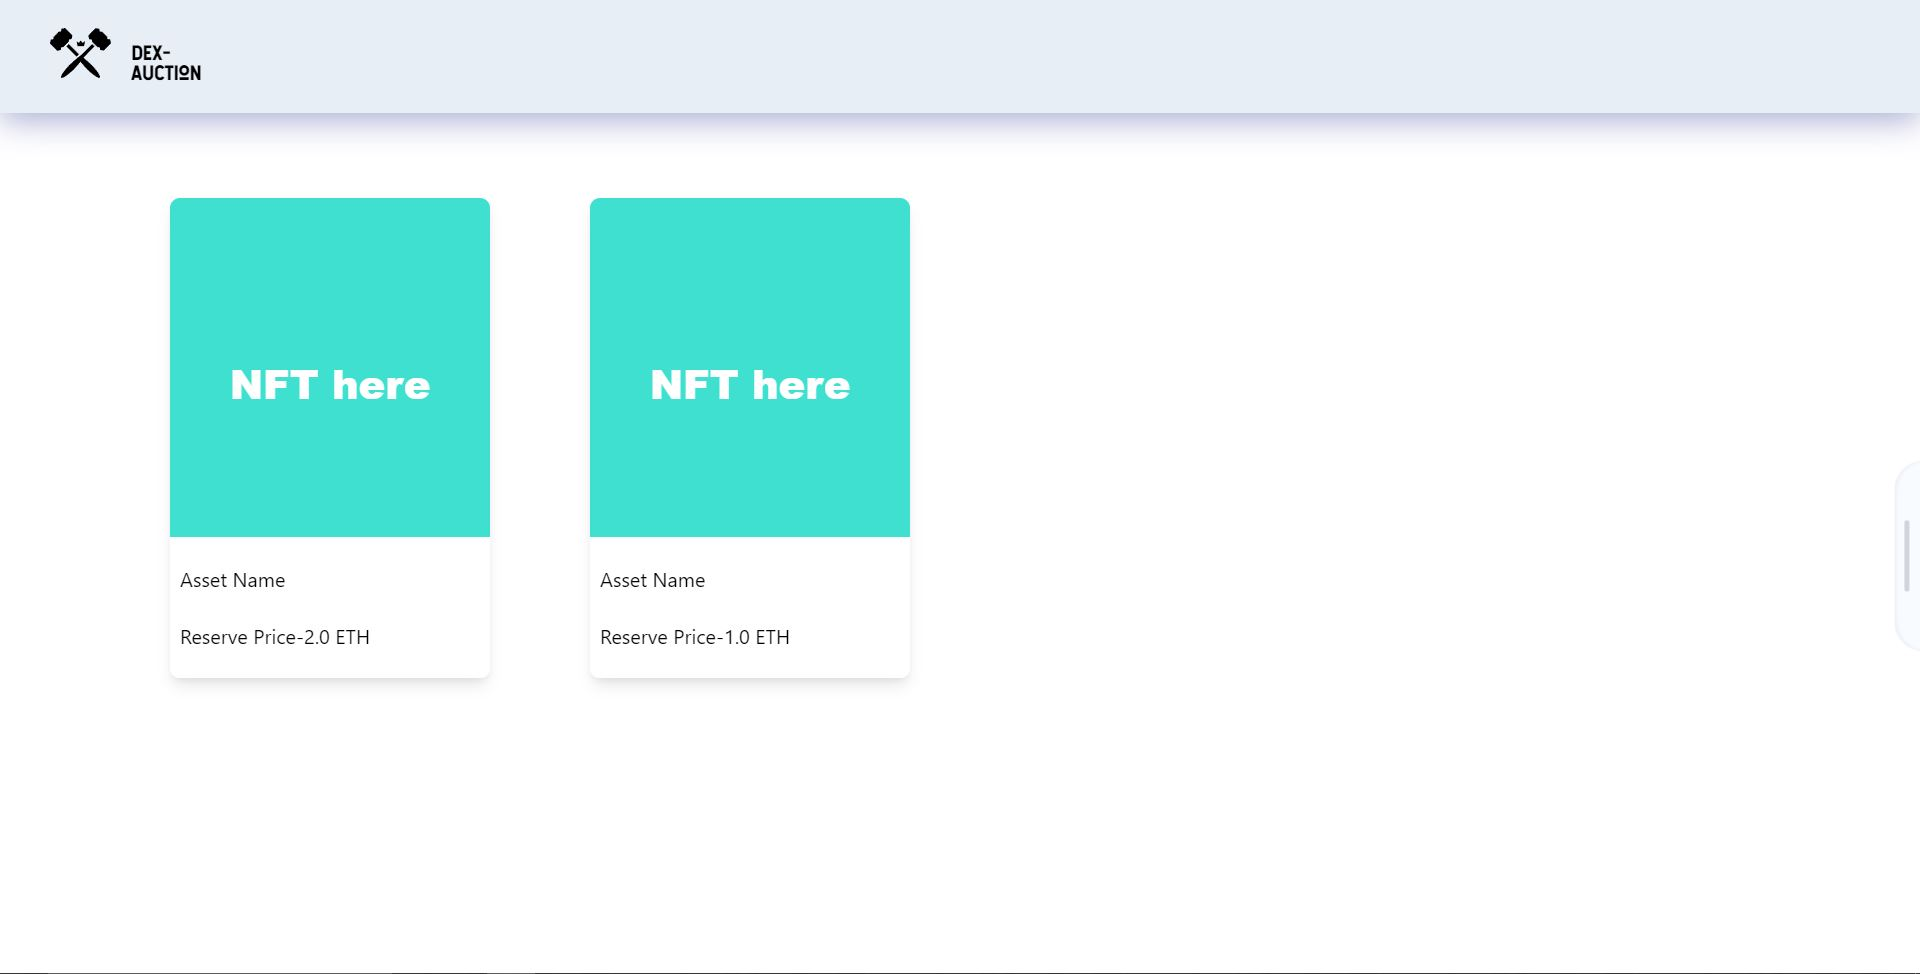 DEX-
AUCTION
NFT here
NFT here
Asset Name
Asset Name
Reserve Price-2.0 ETH
Reserve Price-1.0 ETH